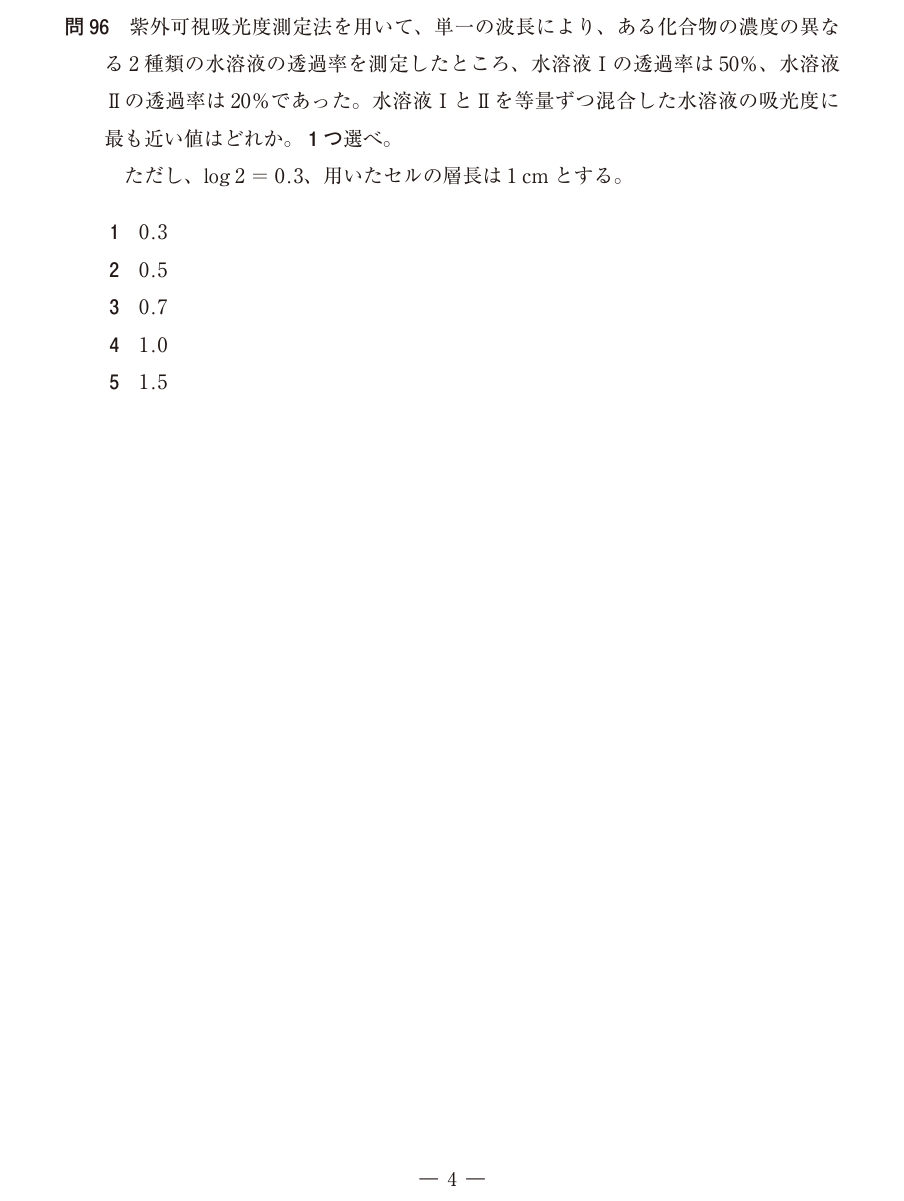 問96　紫外可視吸光度測定法を用いて、単一の波長により、ある化合物の濃度の異な
る2種類の水溶液の透過率を測定したところ、水溶液Ⅰの透過率は50%、水溶液
Ⅱの透過率は20%であった。水溶液ⅠとⅡを等量ずつ混合した水溶液の吸光度に
最も近い値はどれか。1つ選べ。
ただし、log 2 = 0.3、用いたセルの層長は1 cmとする。
1　0.3
2　0.5
3　0.7
4　1.0
5　1.5
— 4 —